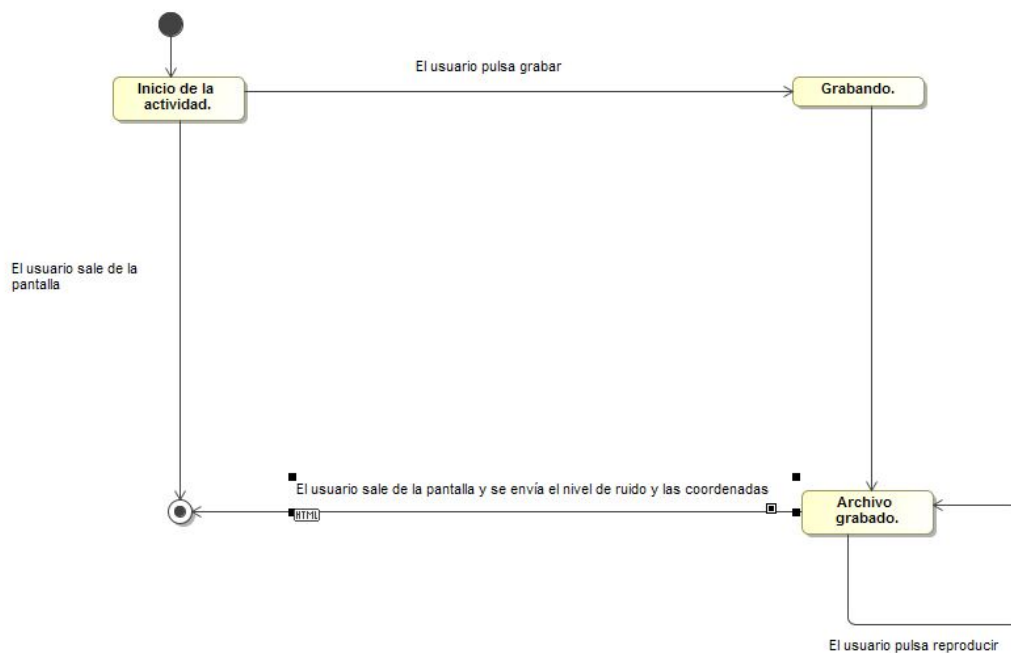 El usuario pulsa grabar
Inicio de la
actividad.
Grabando.
El usuario sale de la
pantalla
El usuario sale de la pantalla y se envía el nivel de ruido y las coordenadas
HTML
Archivo
grabado.
El usuario pulsa reproducir